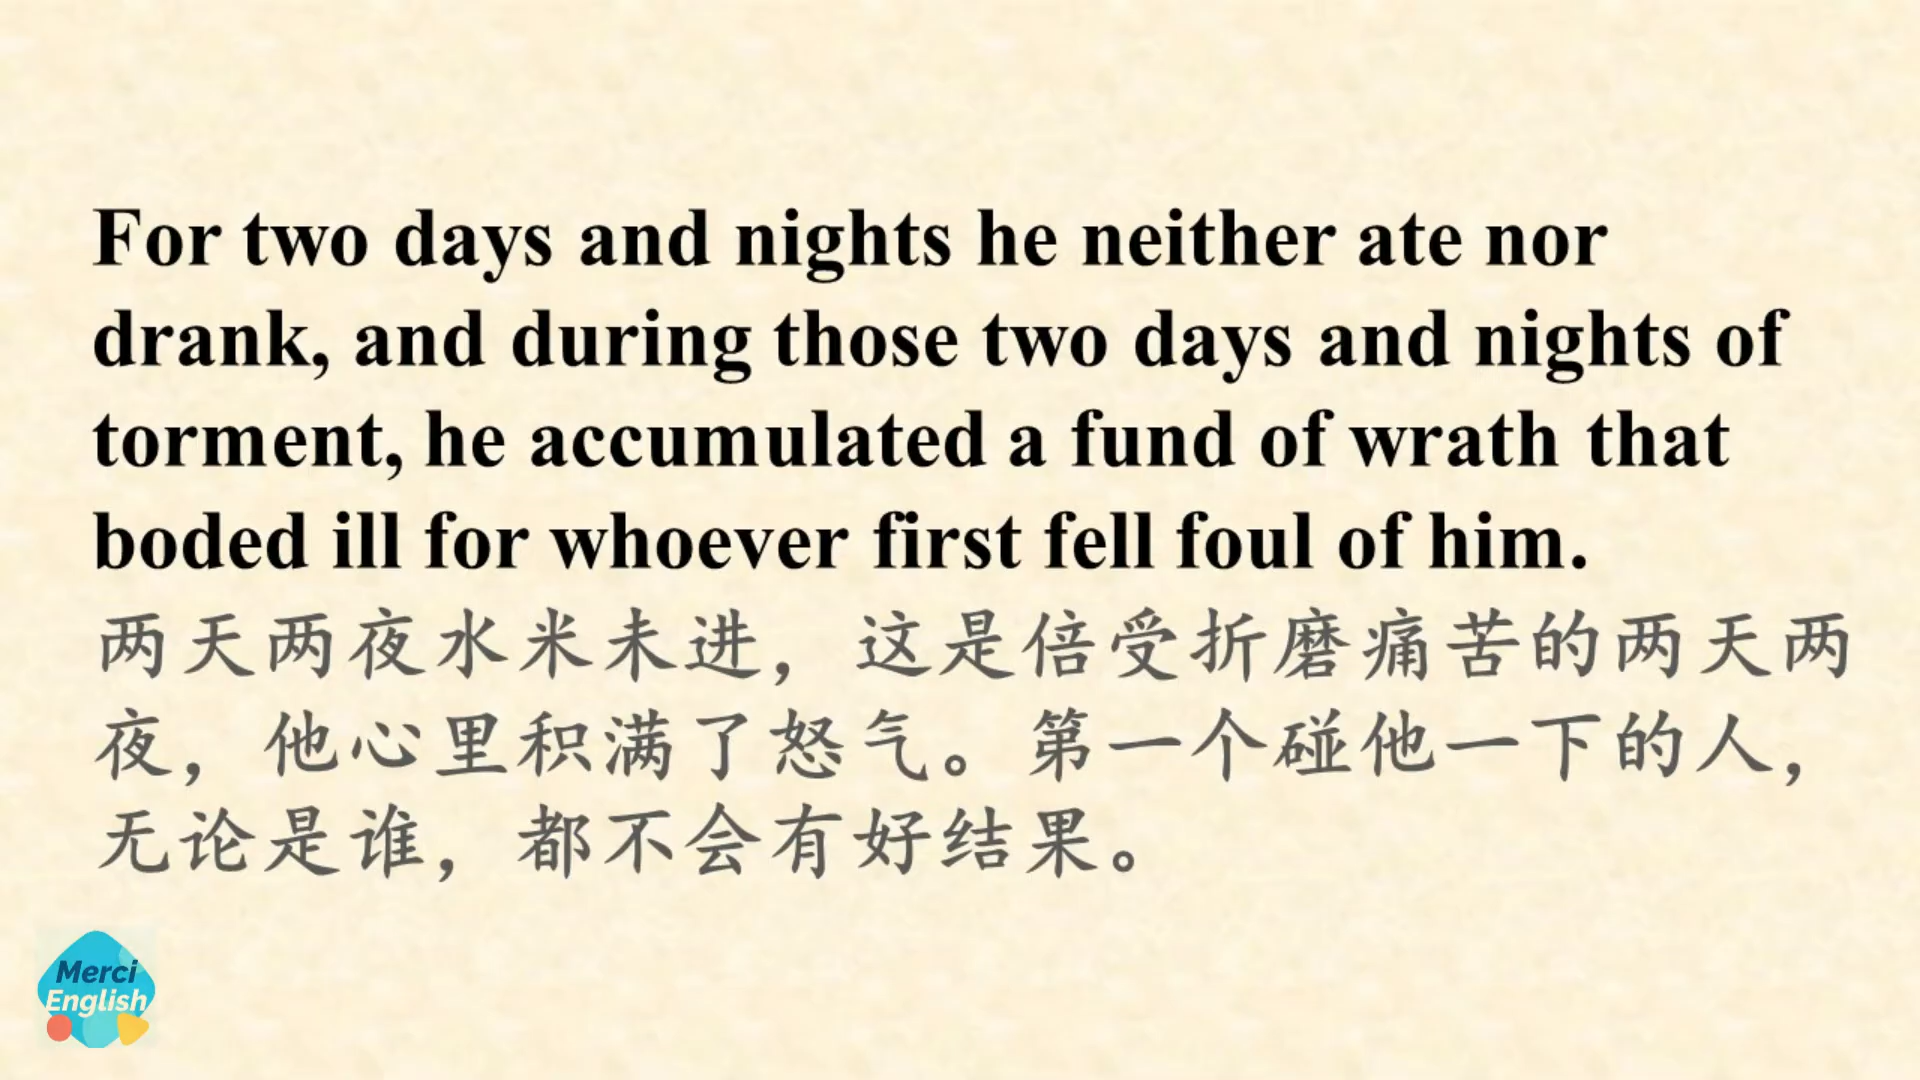 For two days and nights he neither ate nor
drank, and during those two days and nights of
torment, he accumulated a fund of wrath that
boded ill for whoever first fell foul of him.
两天两夜水米未进，这是倍受折磨痛苦的两天两
夜，他心里积满了怒气。第一个碰他一下的人，
无论是谁，都不会有好结果。
Merci
English